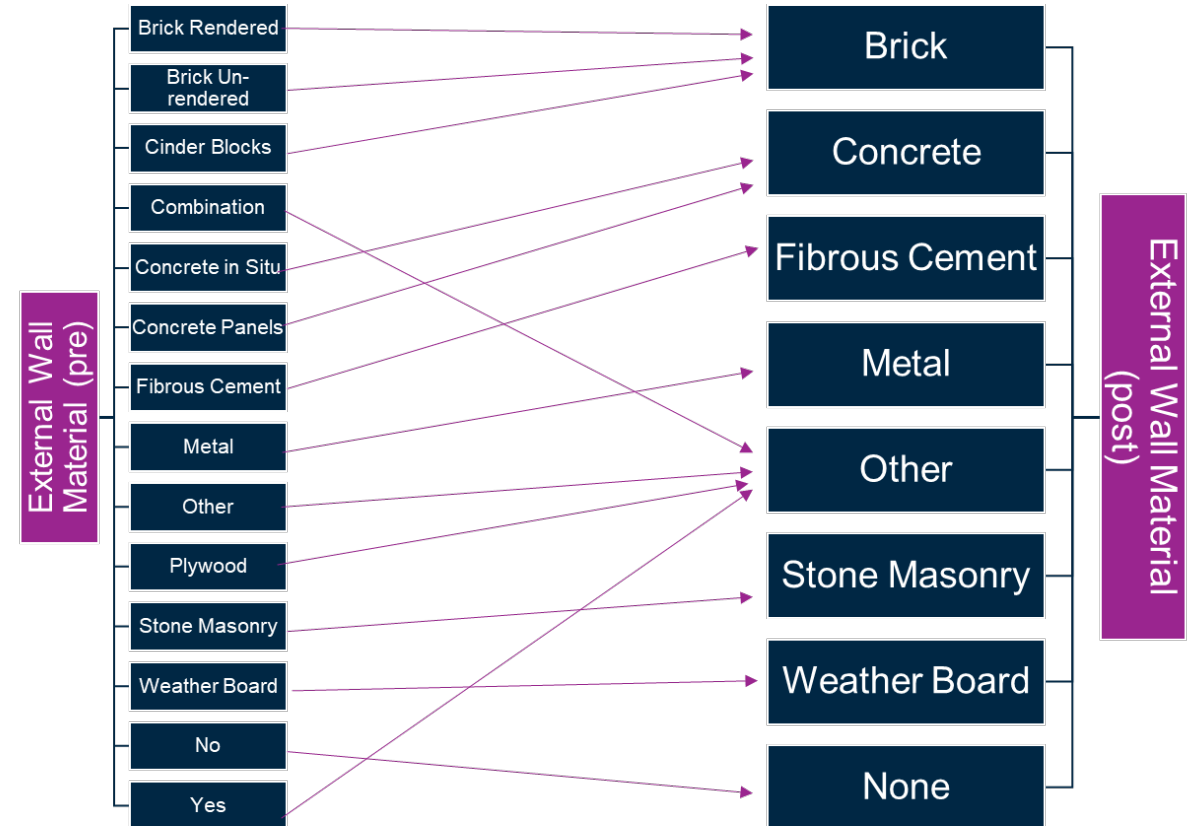 External Wall
Material (pre)
Brick Rendered
Brick Un-
rendered
Cinder Blocks
Combination
Concrete in Situ
Concrete Panels
Fibrous Cement
Metal
Other
Plywood
Stone Masonry
Weather Board
No
Yes
Brick
Concrete
Fibrous Cement
Metal
Other
Stone Masonry
Weather Board
None
External Wall Material
(post)